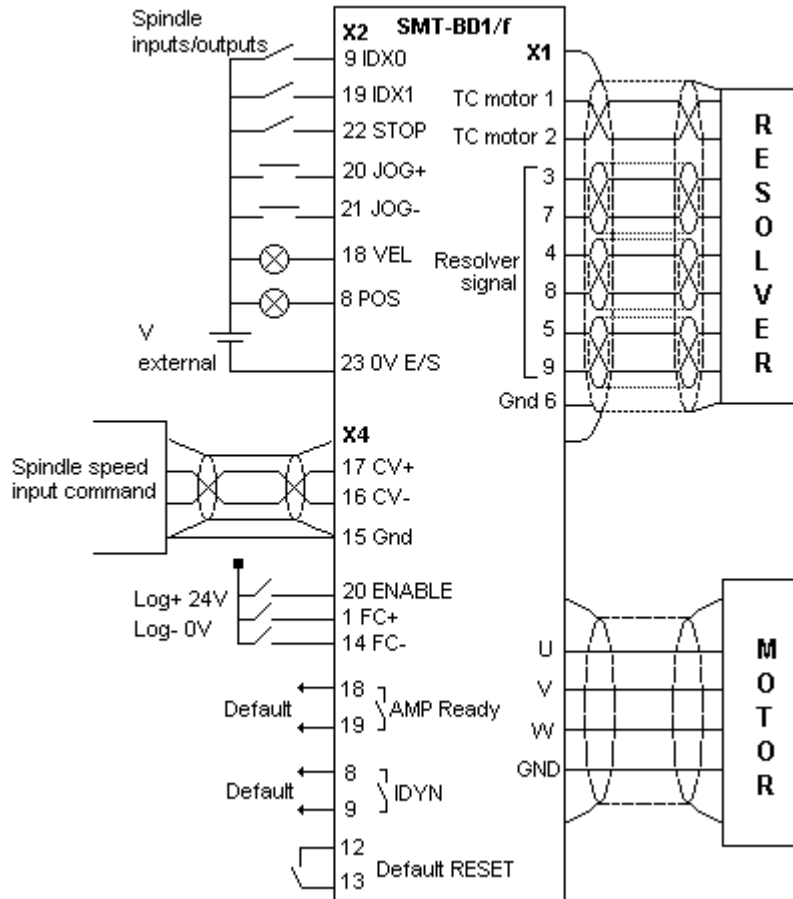 SMT-BD1/f
Spindle
inputs/outputs
X2
9 IDX0
19 IDX1
22 STOP
20 JOG+
21 JOG-
18 VEL
8 POS
V
external
23 0V E/S
X4
Spindle speed
input command
17 CV+
16 CV-
15 Gnd
Log+ 24V
Log- 0V
20 ENABLE
1 FC+
14 FC-
Default
18
19
AMP Ready
Default
8
9
IDYN
12
13
Default RESET
X1
TC motor 1
TC motor 2
Resolver
signal
3
7
4
8
5
9
Gnd 6
RESOLVER
U
V
W
GND
MOTOR